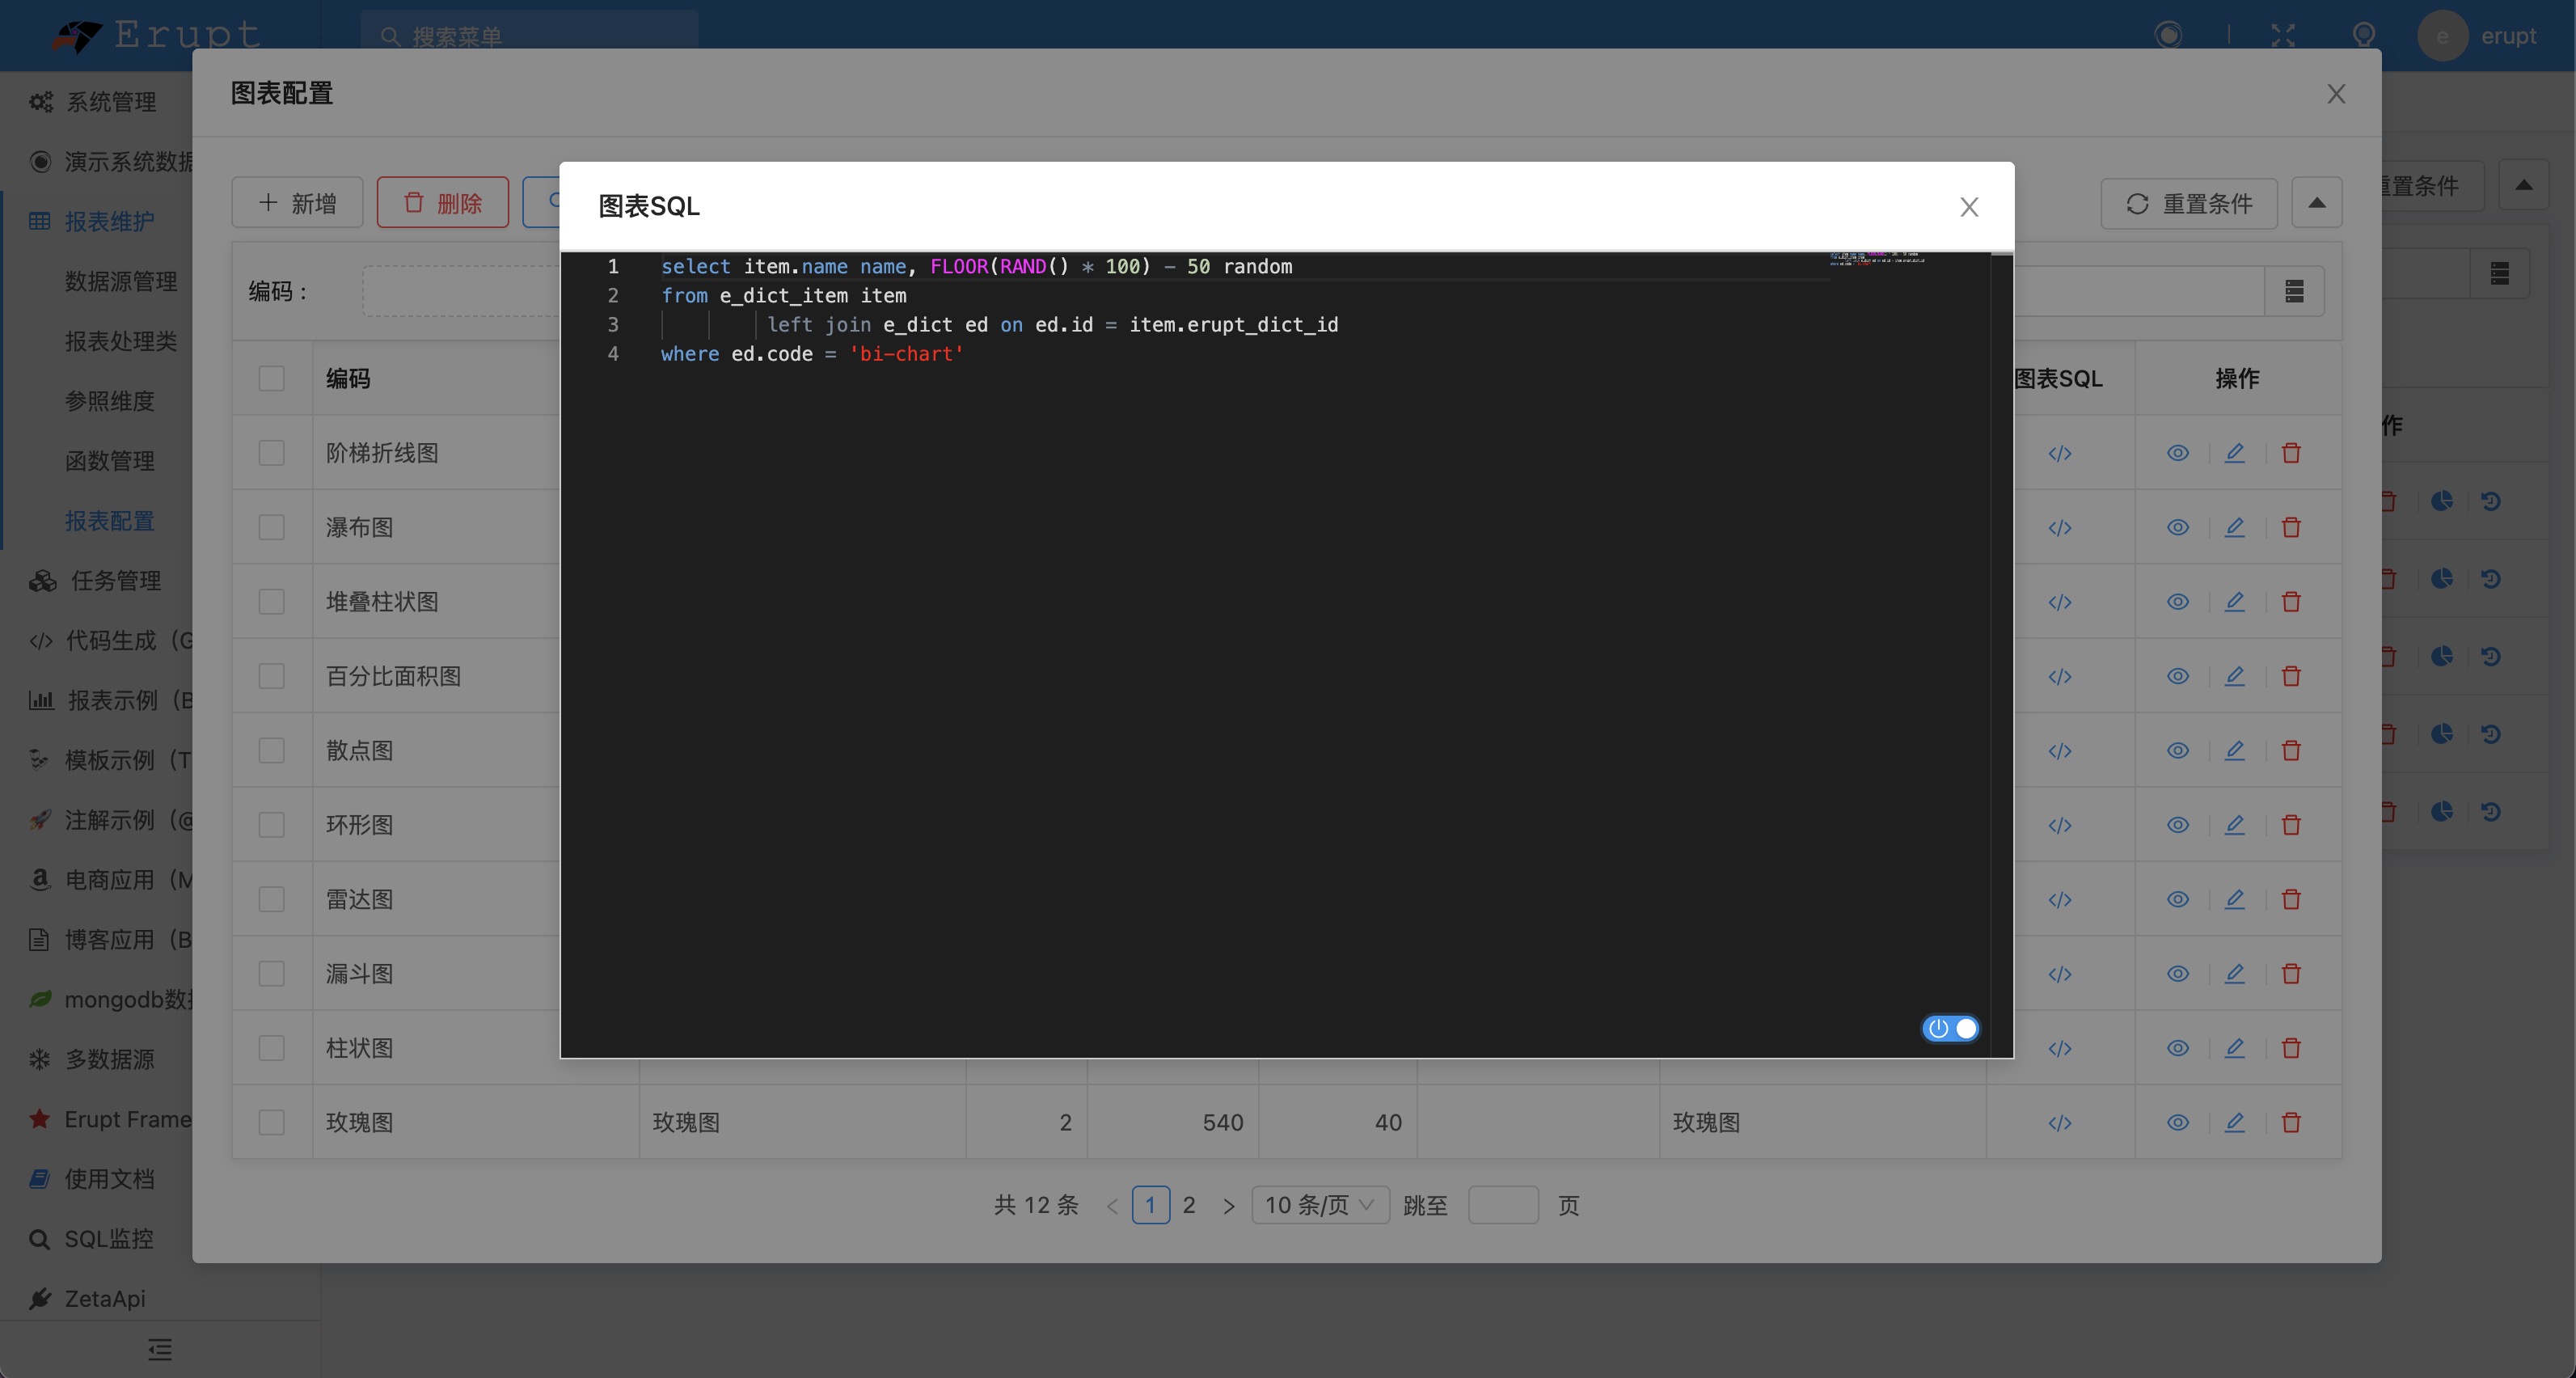 Erupt
搜索菜单
e
erupt
系统管理
演示系统数据
报表维护
数据源管理
报表处理类
参照维度
函数管理
报表配置
任务管理
代码生成（G
报表示例（B
模板示例（T
注解示例（@
电商应用（M
博客应用（B
mongodb数据
多数据源
Erupt Frame
使用文档
SQL监控
ZetaApi
图表配置
新增
删除
重置条件
重置条件
编码：
编码
图表SQL
操作
作
阶梯折线图
瀑布图
堆叠柱状图
百分比面积图
散点图
环形图
雷达图
漏斗图
柱状图
玫瑰图 玫瑰图 2 540 40 玫瑰图
共 12 条 < 1 2 > 10 条/页 跳至 页
图表SQL
1 select item.name name, FLOOR(RAND() * 100) - 50 random
2 from e_dict_item item
3 left join e_dict ed on ed.id = item.erupt_dict_id
4 where ed.code = 'bi-chart'